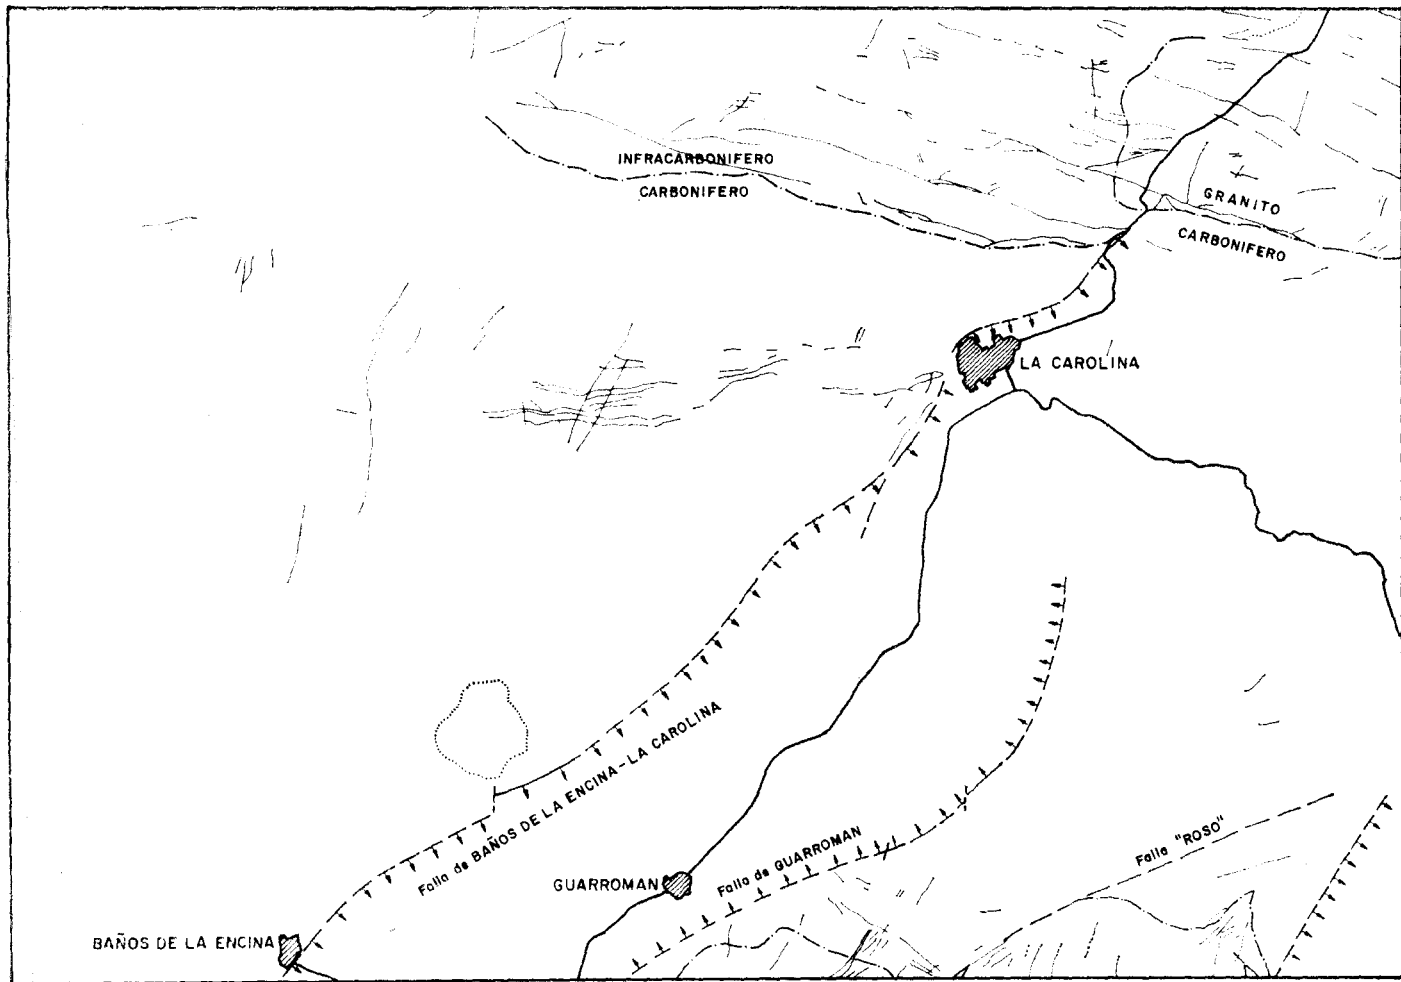 INFRACARBONIFERO
CARBONIFERO
GRANITO
CARBONIFERO
LA CAROLINA
Falla de BAÑOS DE LA ENCINA-LA CAROLINA
Falla "ROSO"
Falla de GUARROMAN
GUARROMAN
BAÑOS DE LA ENCINA